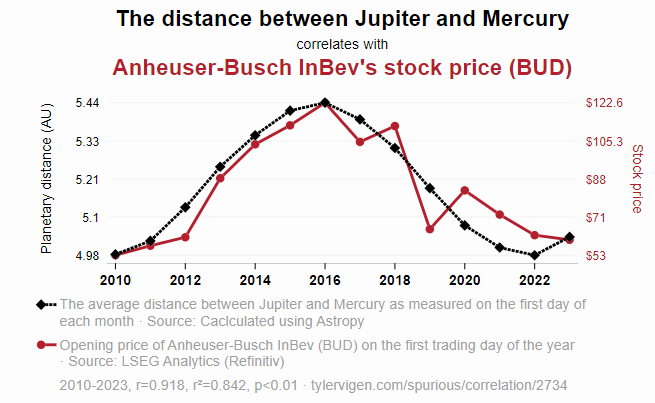 The distance between Jupiter and Mercury
correlates with
Anheuser-Busch InBev's stock price (BUD)
Planetary distance (AU)
5.44
5.33
5.21
5.1
4.98
$122.6
$105.3
$88
$71
$53
Stock price
2010
2012
2014
2016
2018
2020
2022
The average distance between Jupiter and Mercury as measured on the first day of
each month · Source: Caclculated using Astropy
Opening price of Anheuser-Busch InBev (BUD) on the first trading day of the year
· Source: LSEG Analytics (Refinitiv)
2010-2023, r=0.918, r²=0.842, p<0.01 · tylervigen.com/spurious/correlation/2734